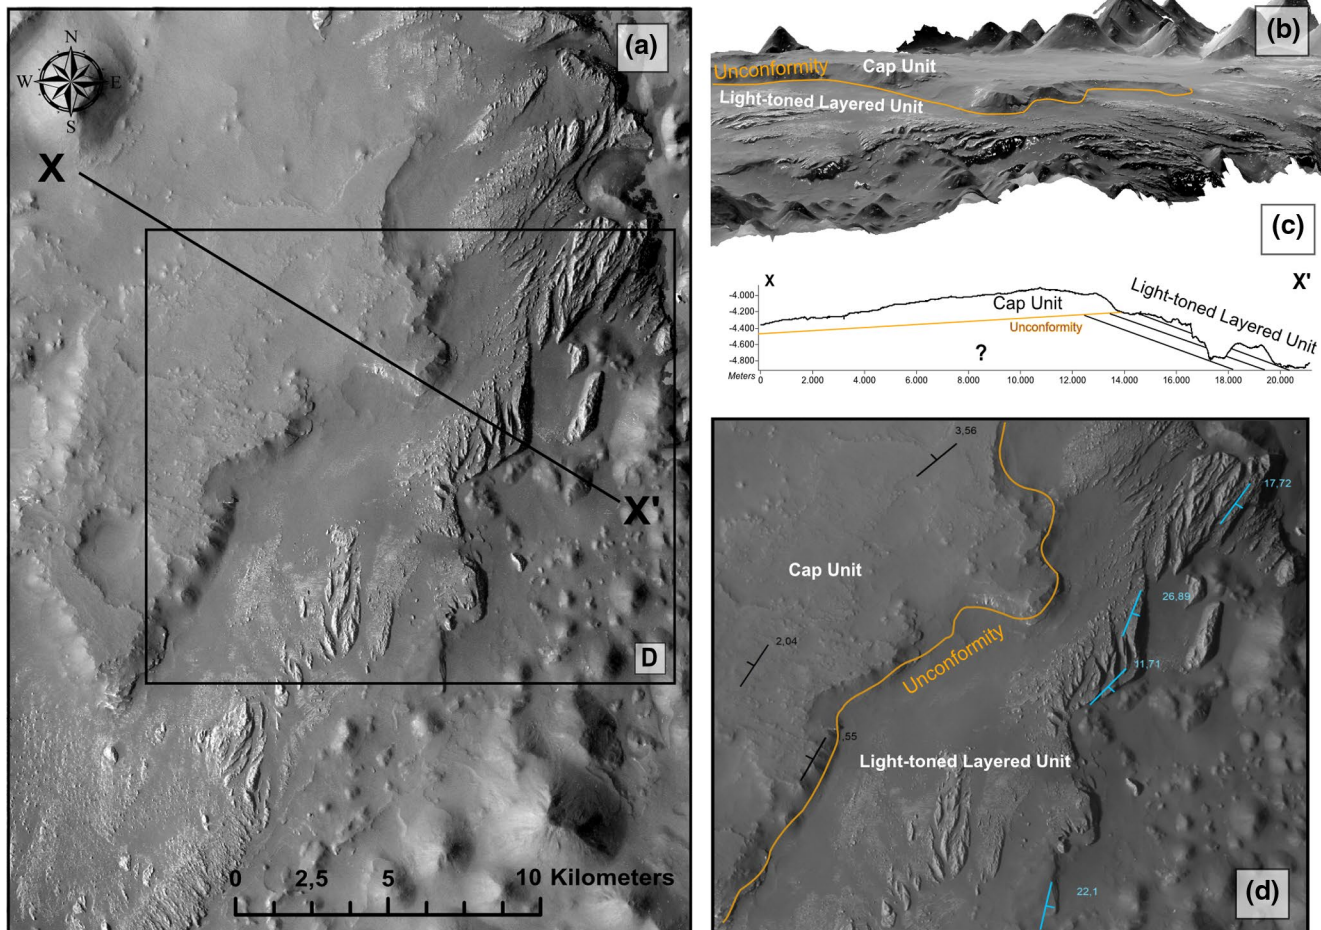 (a)
N
W E
S
X
X'
D
0 2,5 5 10 Kilometers
(b)
Unconformity
Cap Unit
Light-toned Layered Unit
(c)
X
X'
Light-toned Layered Unit
Cap Unit
Unconformity
?
-4.000
-4.200
-4.400
-4.600
-4.800
Meters 0 2.000 4.000 6.000 8.000 10.000 12.000 14.000 16.000 18.000 20.000
3,56
17,72
Cap Unit
26,89
2,04
Unconformity
11,71
,55
Light-toned Layered Unit
22,1
(d)